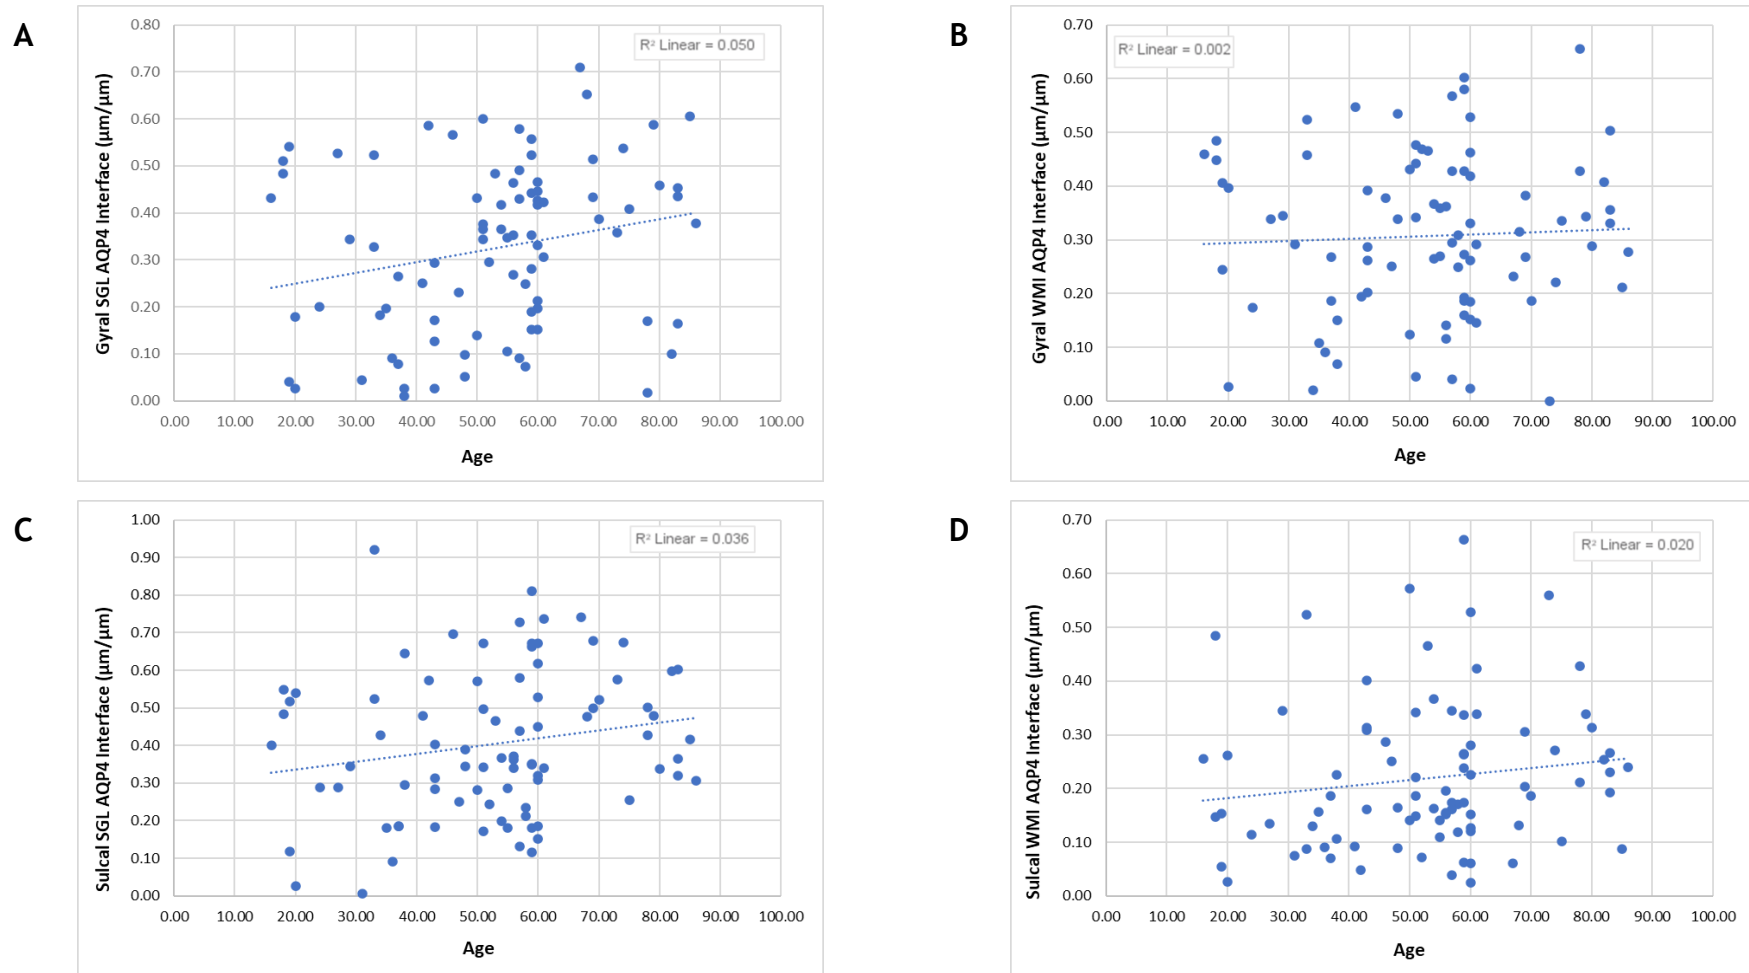 A
Gyral SGL AQP4 Interface (µm/µm)
R² Linear = 0.050
0.80
0.70
0.60
0.50
0.40
0.30
0.20
0.10
0.00
0.00 10.00 20.00 30.00 40.00 50.00 60.00 70.00 80.00 90.00 100.00
Age
B
Gyral WMI AQP4 Interface (µm/µm)
R² Linear = 0.002
0.70
0.60
0.50
0.40
0.30
0.20
0.10
0.00
0.00 10.00 20.00 30.00 40.00 50.00 60.00 70.00 80.00 90.00 100.00
Age
C
Sulcal SGL AQP4 Interface (µm/µm)
R² Linear = 0.036
1.00
0.90
0.80
0.70
0.60
0.50
0.40
0.30
0.20
0.10
0.00
0.00 10.00 20.00 30.00 40.00 50.00 60.00 70.00 80.00 90.00 100.00
Age
D
Sulcal WMI AQP4 Interface (µm/µm)
R² Linear = 0.020
0.70
0.60
0.50
0.40
0.30
0.20
0.10
0.00
0.00 10.00 20.00 30.00 40.00 50.00 60.00 70.00 80.00 90.00 100.00
Age